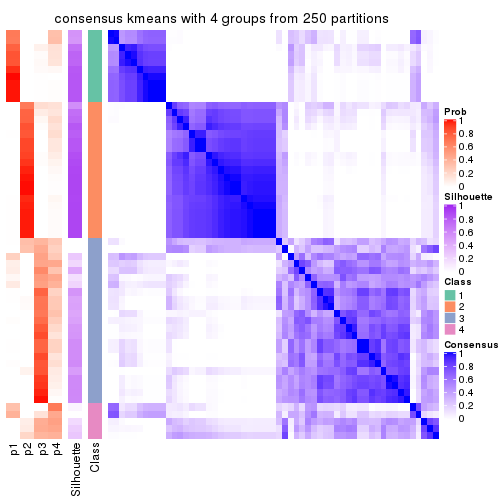 consensus kmeans with 4 groups from 250 partitions
Prob
1
0.8
0.6
0.4
0.2
0
Silhouette
1
0.8
0.6
0.4
0.2
0
Class
1
2
3
4
Consensus
1
0.8
0.6
0.4
0.2
0
p1
p2
p3
p4
Silhouette
Class